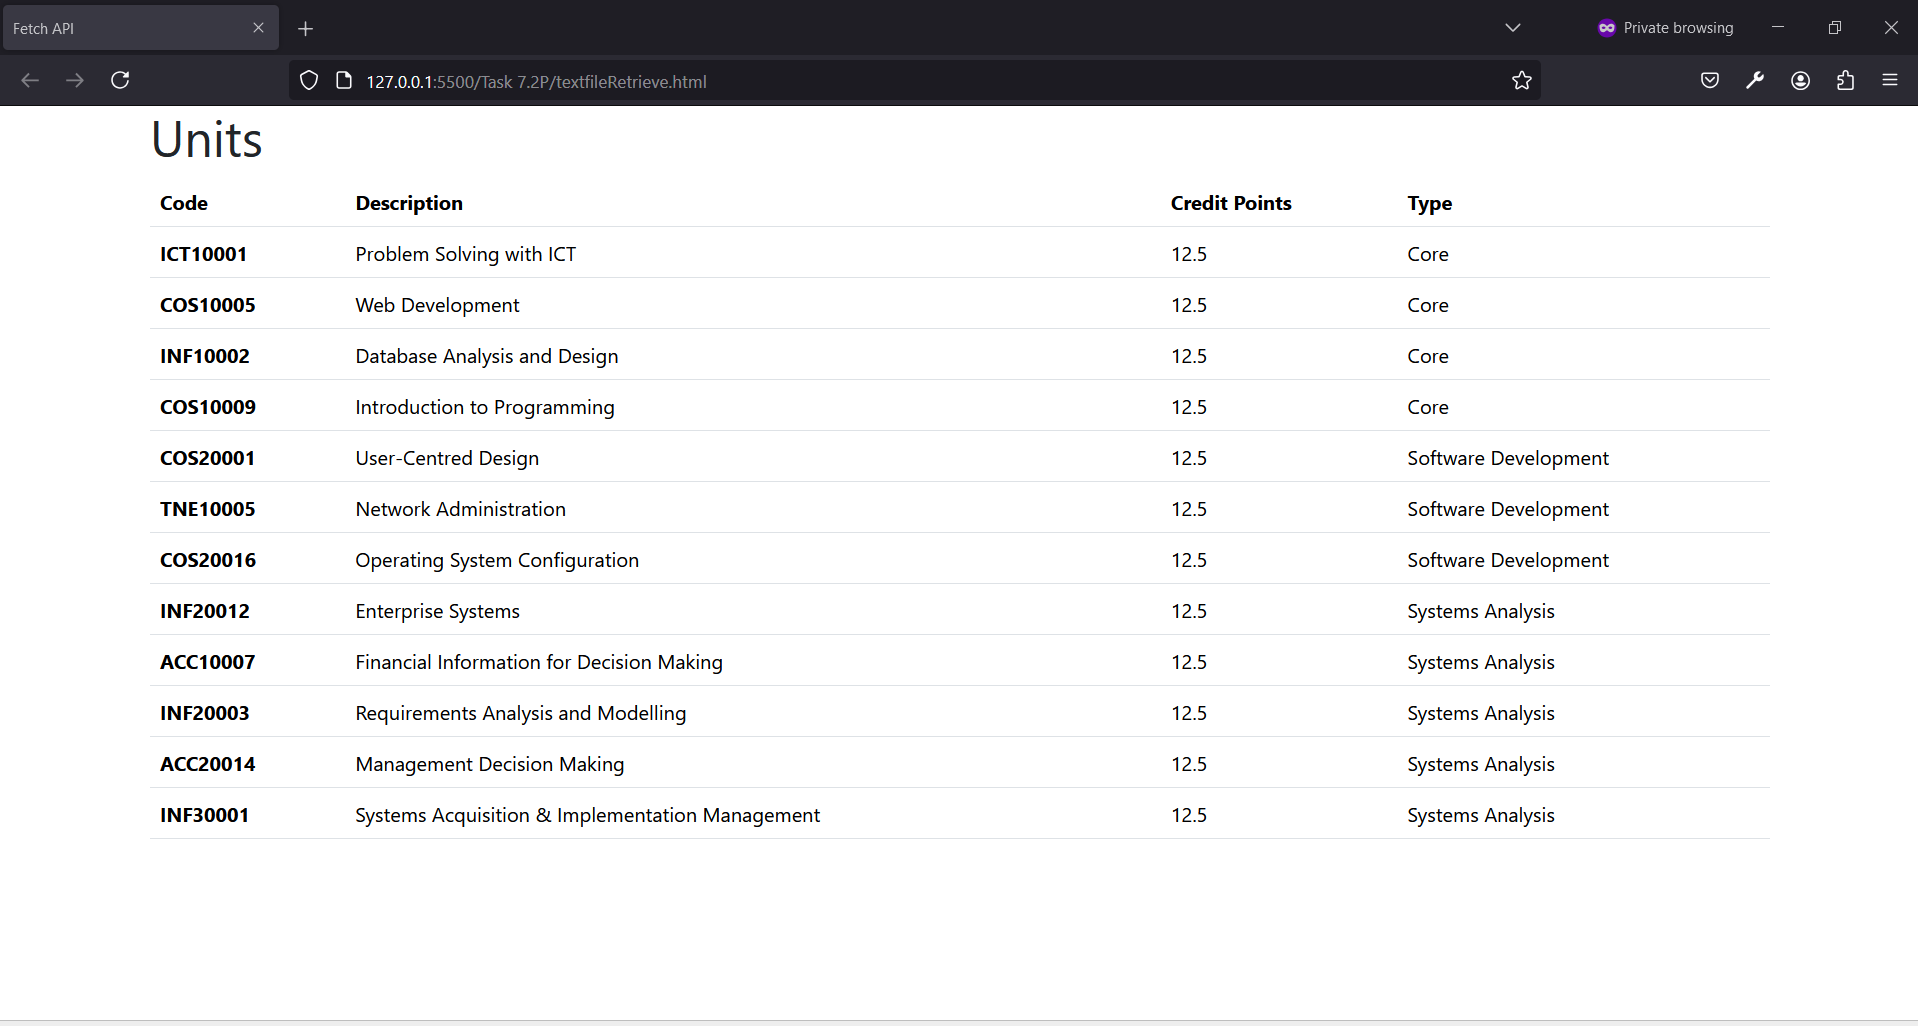 Fetch API
Private browsing
127.0.0.1:5500/Task 7.2P/textfileRetrieve.html
Units
Code Description Credit Points Type
ICT10001 Problem Solving with ICT 12.5 Core
COS10005 Web Development 12.5 Core
INF10002 Database Analysis and Design 12.5 Core
COS10009 Introduction to Programming 12.5 Core
COS20001 User-Centred Design 12.5 Software Development
TNE10005 Network Administration 12.5 Software Development
COS20016 Operating System Configuration 12.5 Software Development
INF20012 Enterprise Systems 12.5 Systems Analysis
ACC10007 Financial Information for Decision Making 12.5 Systems Analysis
INF20003 Requirements Analysis and Modelling 12.5 Systems Analysis
ACC20014 Management Decision Making 12.5 Systems Analysis
INF30001 Systems Acquisition & Implementation Management 12.5 Systems Analysis